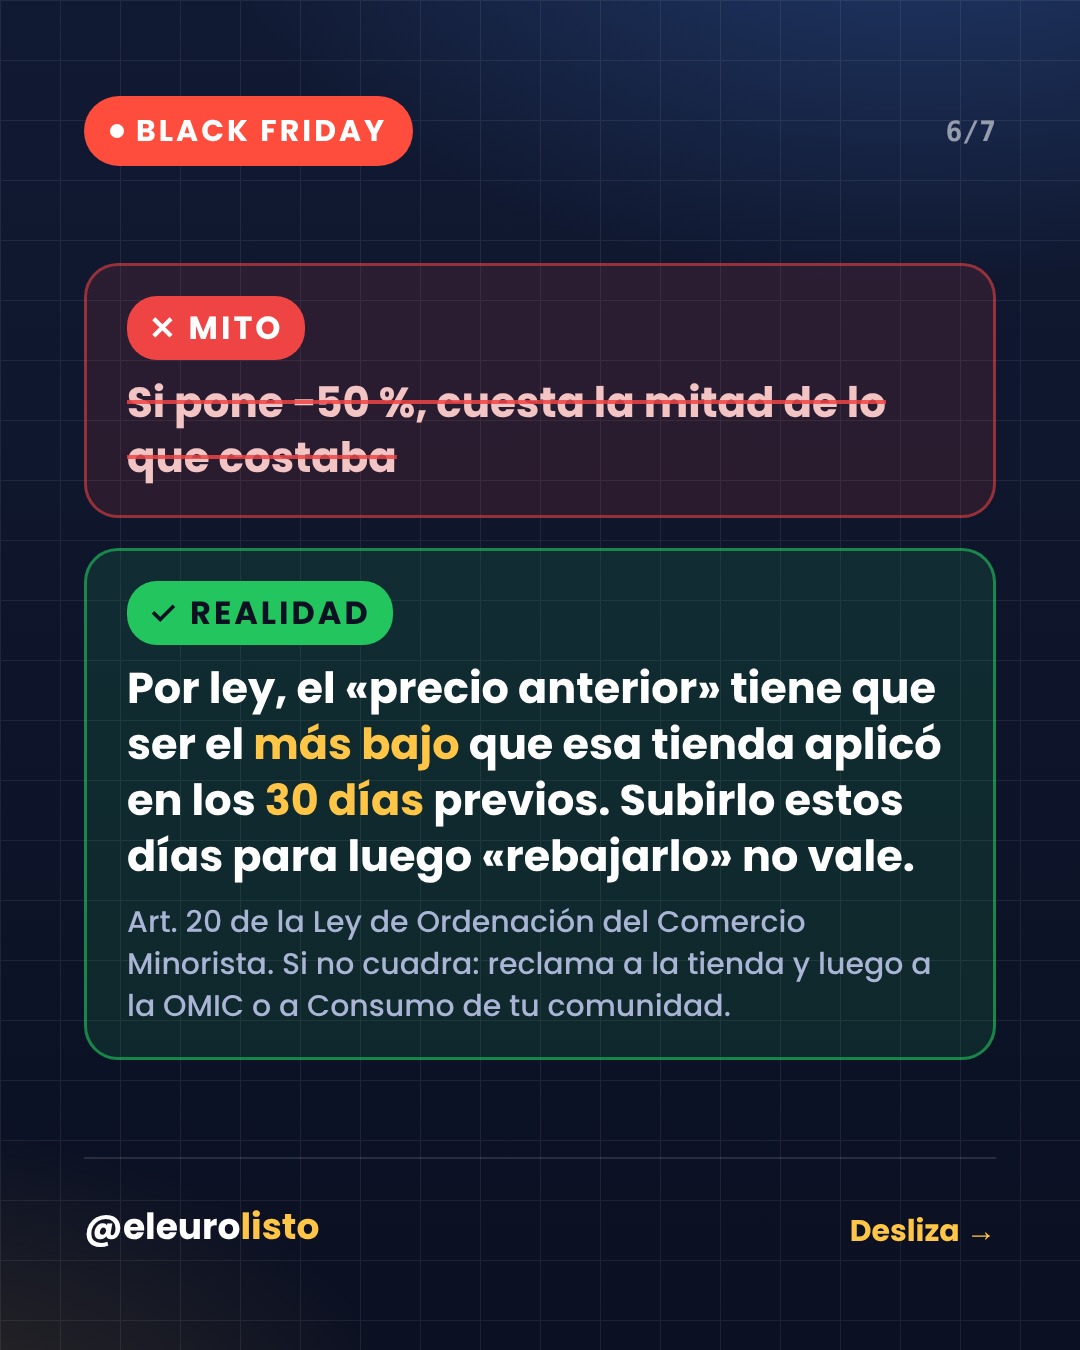 • BLACK FRIDAY
6/7
✕ MITO
Si pone −50 %, cuesta la mitad de lo
que costaba
✓ REALIDAD
Por ley, el «precio anterior» tiene que
ser el más bajo que esa tienda aplicó
en los 30 días previos. Subirlo estos
días para luego «rebajarlo» no vale.
Art. 20 de la Ley de Ordenación del Comercio
Minorista. Si no cuadra: reclama a la tienda y luego a
la OMIC o a Consumo de tu comunidad.
@eleurolisto
Desliza →